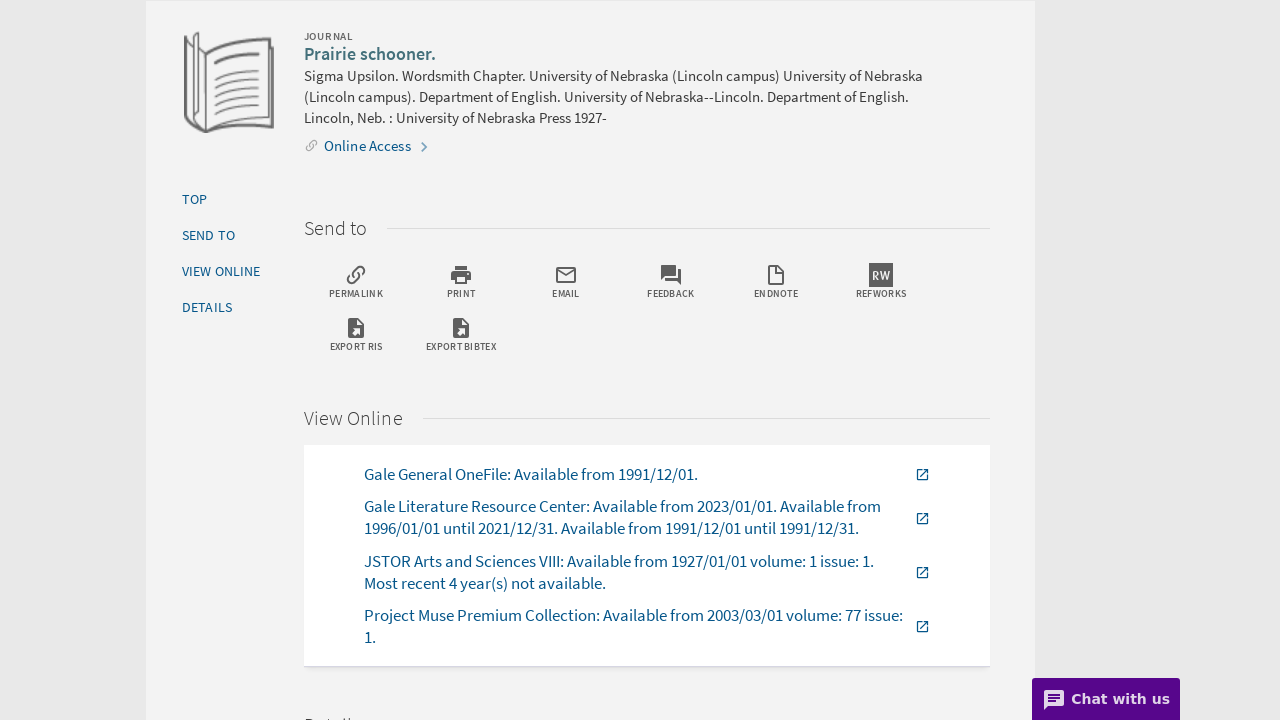 JOURNAL
Prairie schooner.
Sigma Upsilon. Wordsmith Chapter. University of Nebraska (Lincoln campus) University of Nebraska
(Lincoln campus). Department of English. University of Nebraska--Lincoln. Department of English.
Lincoln, Neb. : University of Nebraska Press 1927-
Online Access
TOP
SEND TO
VIEW ONLINE
DETAILS
Send to
PERMALINK
PRINT
EMAIL
FEEDBACK
ENDNOTE
RW
REFWORKS
EXPORT RIS
EXPORT BIBTEX
View Online
Gale General OneFile: Available from 1991/12/01.
Gale Literature Resource Center: Available from 2023/01/01. Available from
1996/01/01 until 2021/12/31. Available from 1991/12/01 until 1991/12/31.
JSTOR Arts and Sciences VIII: Available from 1927/01/01 volume: 1 issue: 1.
Most recent 4 year(s) not available.
Project Muse Premium Collection: Available from 2003/03/01 volume: 77 issue:
1.
Chat with us